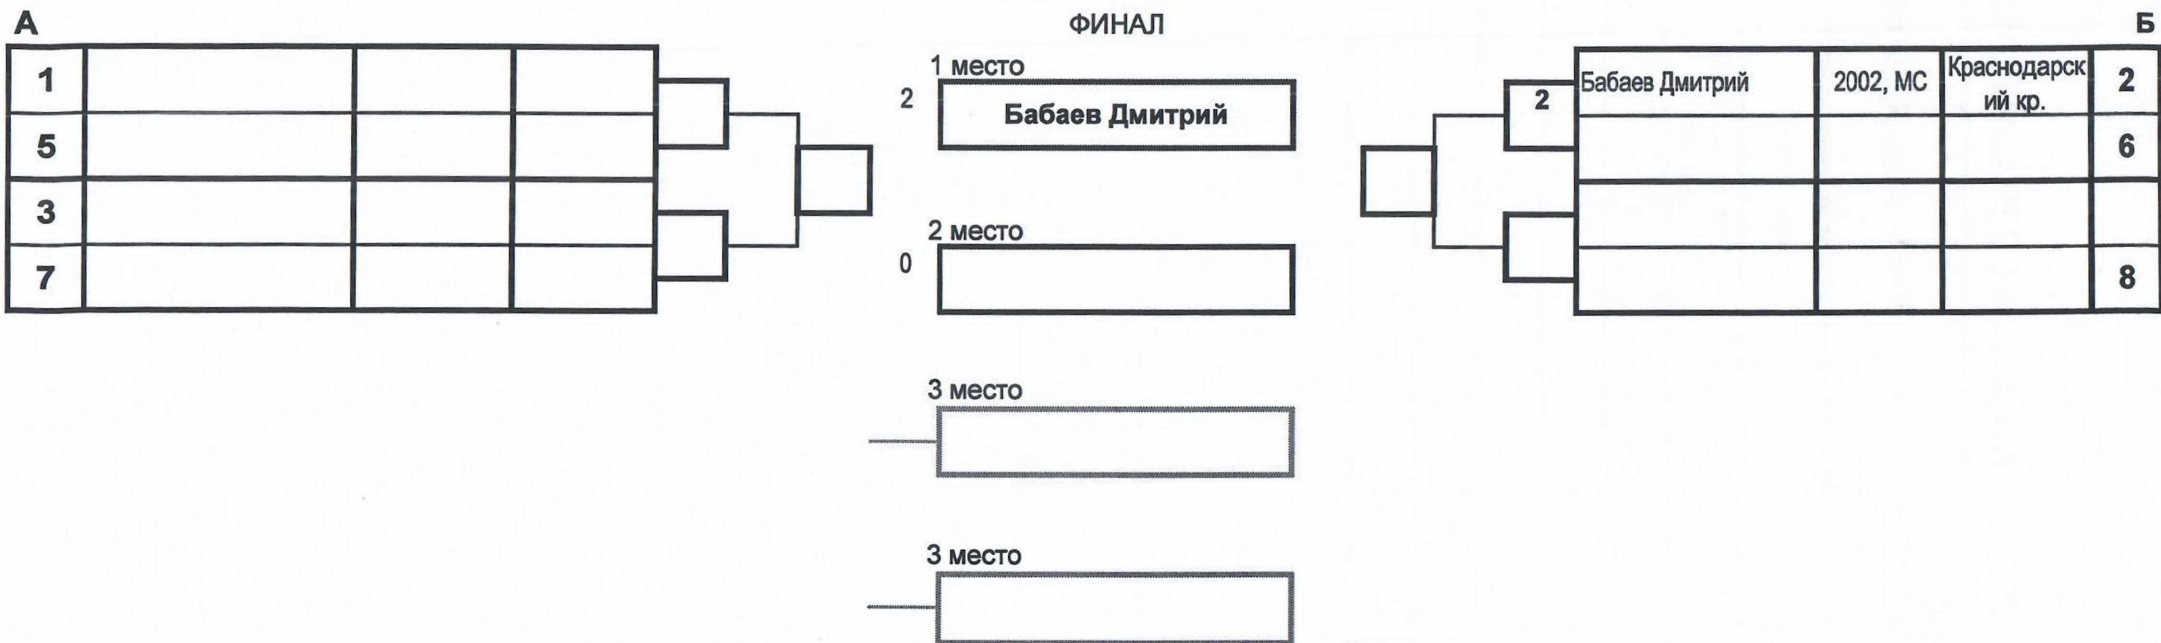 А
ФИНАЛ
Б
1
5
3
7
1 место
2
Бабаев Дмитрий
2 место
0
3 место
3 место
2
Бабаев Дмитрий
2002, МС
Краснодарск
ий кр.
2
6
8